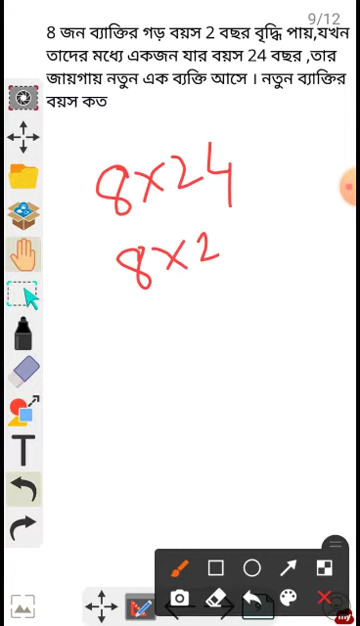 9/12
8 জন ব্যাক্তির গড় বয়স 2 বছর বৃদ্ধি পায়,যখন
তাদের মধ্যে একজন যার বয়স 24 বছর ,তার
জায়গায় নতুন এক ব্যক্তি আসে । নতুন ব্যাক্তির
বয়স কত
8×24
8×2
T
my